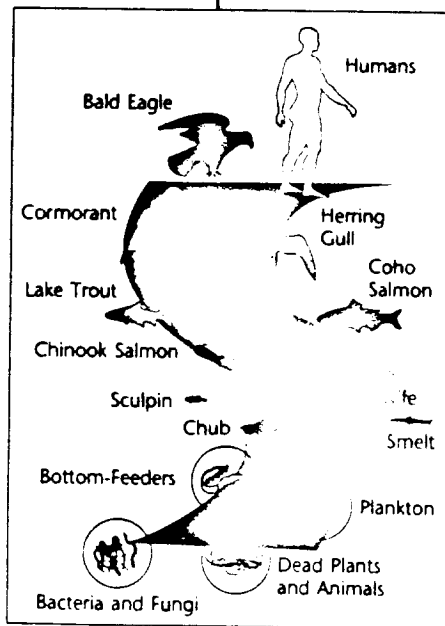 Humans
Bald Eagle
Cormorant
Herring
Gull
Lake Trout
Coho
Salmon
Chinook Salmon
Sculpin
fe
Chub
Smelt
Bottom-Feeders
Plankton
Dead Plants
and Animals
Bacteria and Fungi